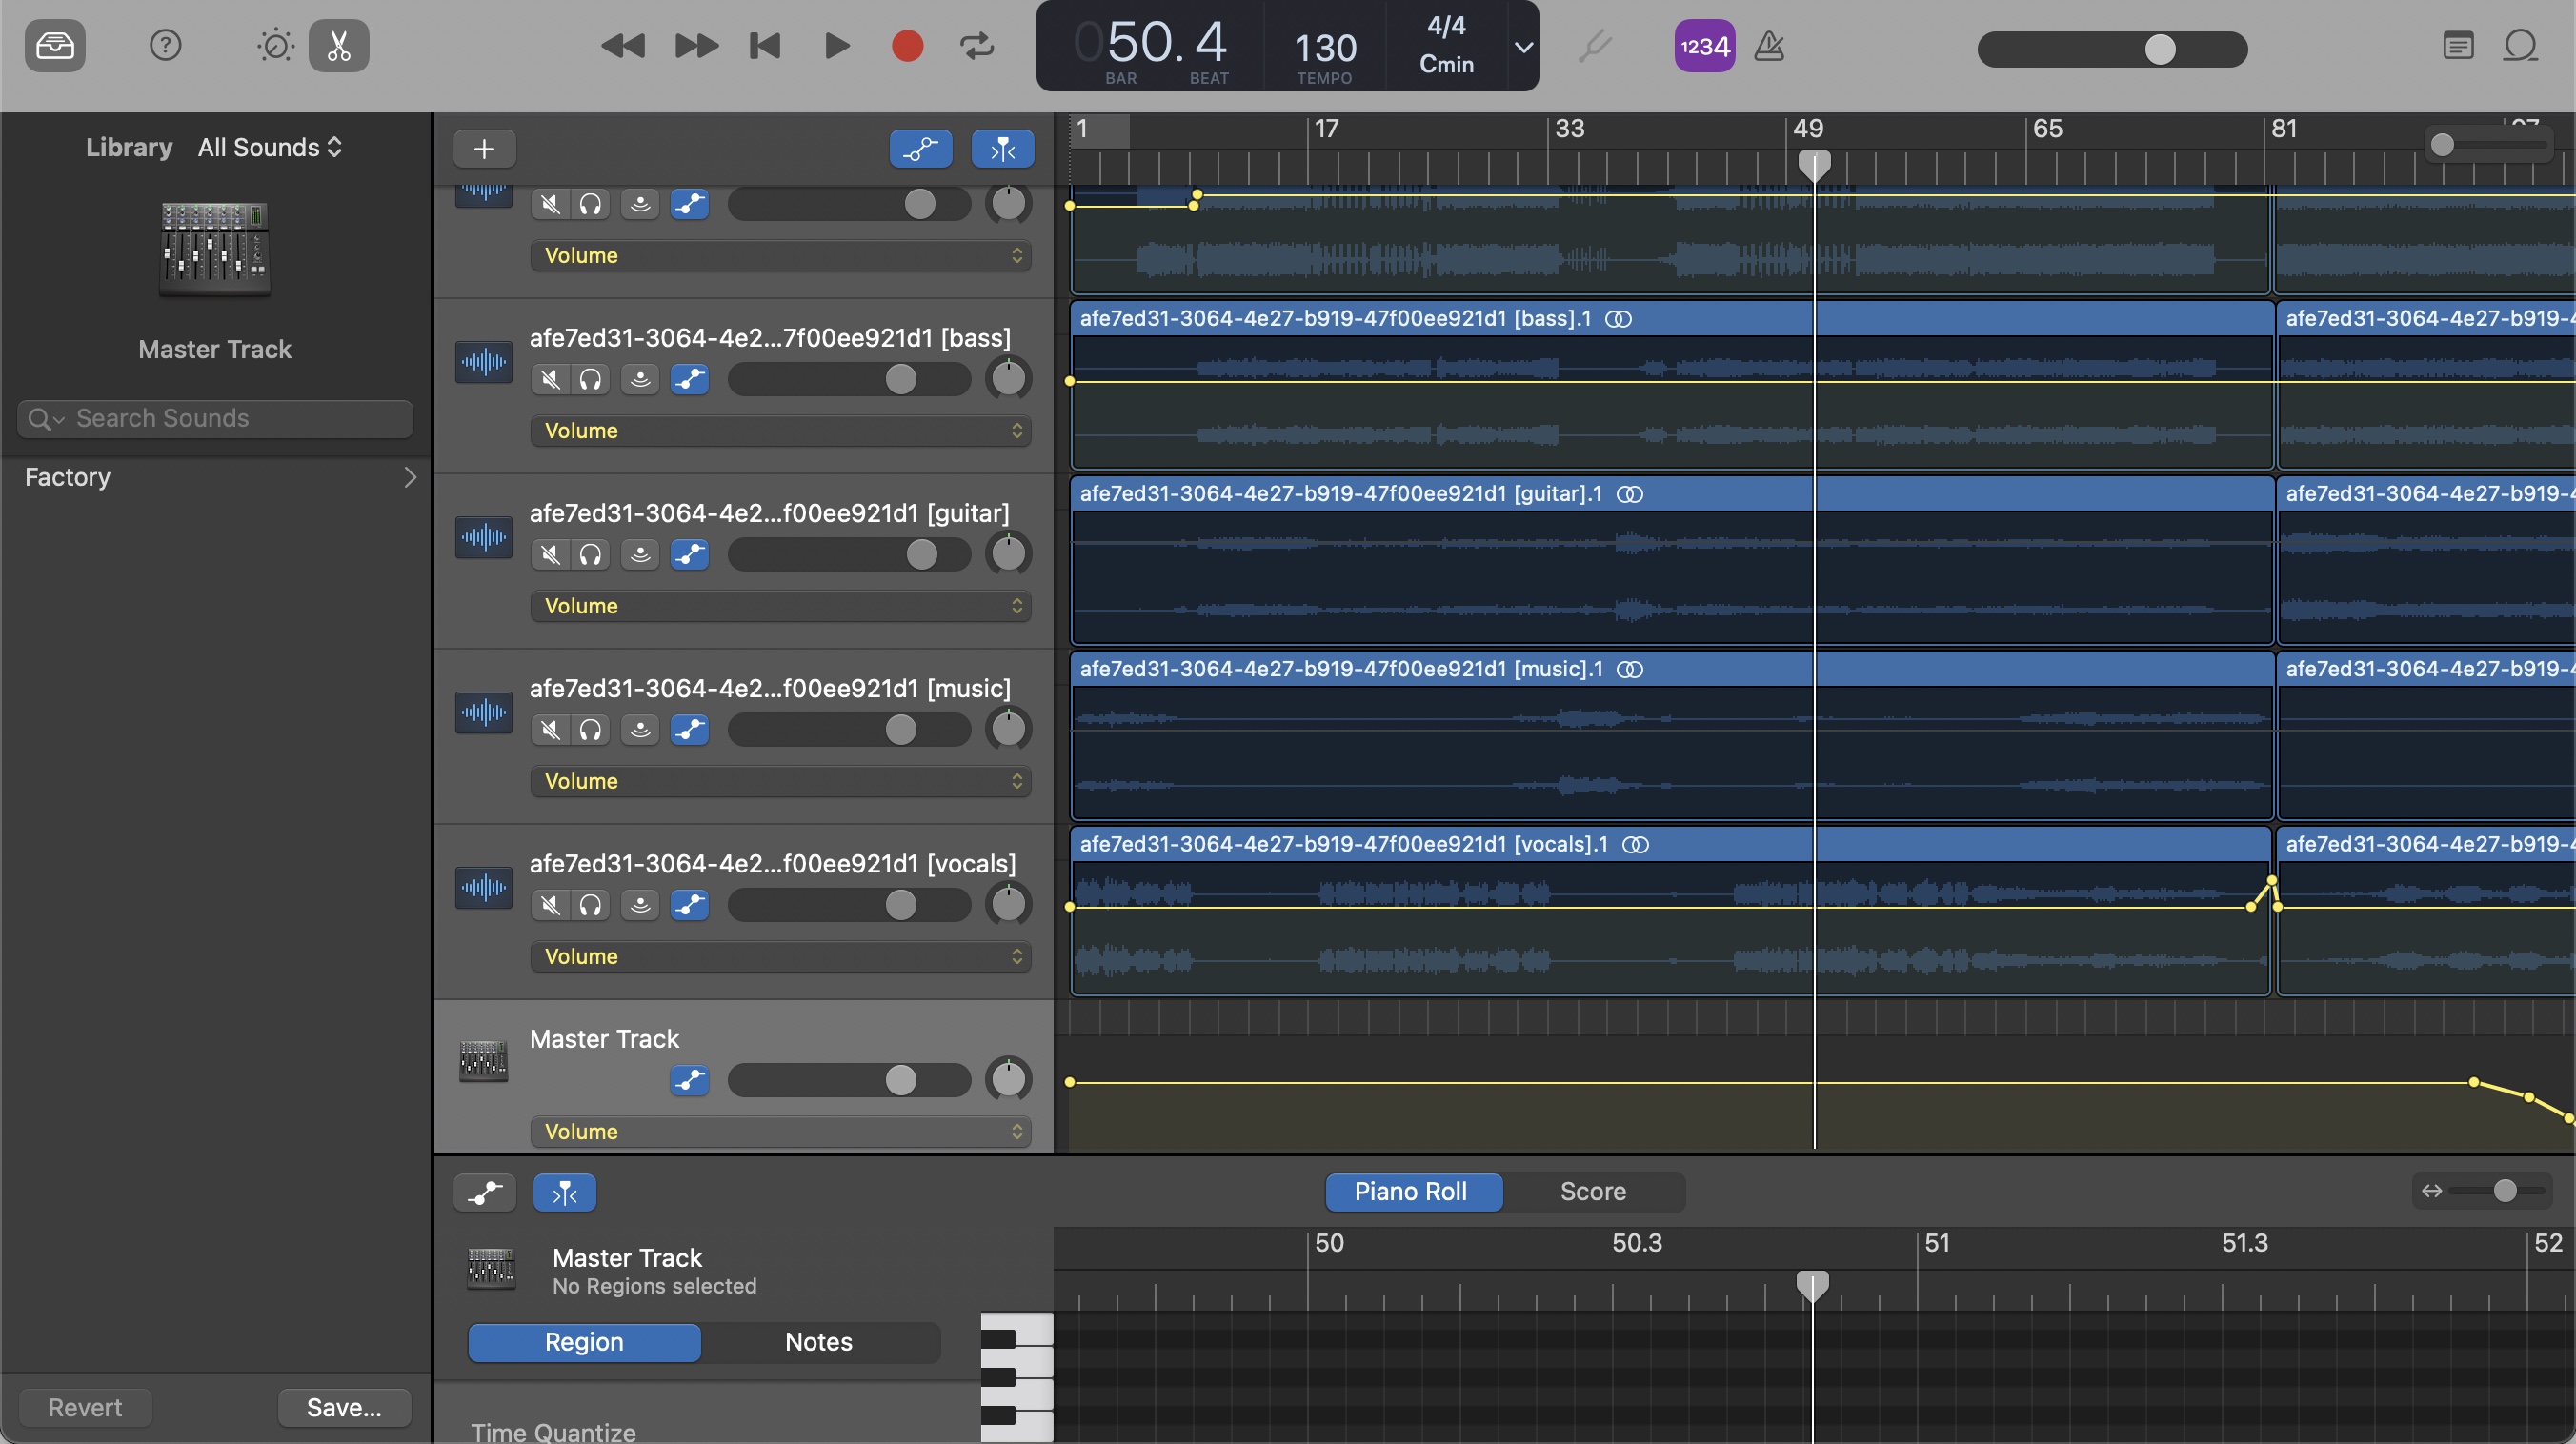 050.4
BAR BEAT
130
TEMPO
4/4
Cmin
1234
Library All Sounds
Master Track
Search Sounds
Factory
Revert
Save...
1 17 33 49 65 81
Volume
afe7ed31-3064-4e2...7f00ee921d1 [bass]
Volume
afe7ed31-3064-4e27-b919-47f00ee921d1 [bass].1
afe7ed31-3064-4e27-b919-4
afe7ed31-3064-4e2...f00ee921d1 [guitar]
Volume
afe7ed31-3064-4e27-b919-47f00ee921d1 [guitar].1
afe7ed31-3064-4e27-b919-4
afe7ed31-3064-4e2...f00ee921d1 [music]
Volume
afe7ed31-3064-4e27-b919-47f00ee921d1 [music].1
afe7ed31-3064-4e27-b919-4
afe7ed31-3064-4e2...f00ee921d1 [vocals]
Volume
afe7ed31-3064-4e27-b919-47f00ee921d1 [vocals].1
afe7ed31-3064-4e27-b919-4
Master Track
Volume
Piano Roll Score
Master Track
No Regions selected
Region Notes
Time Quantize
50 50.3 51 51.3 52